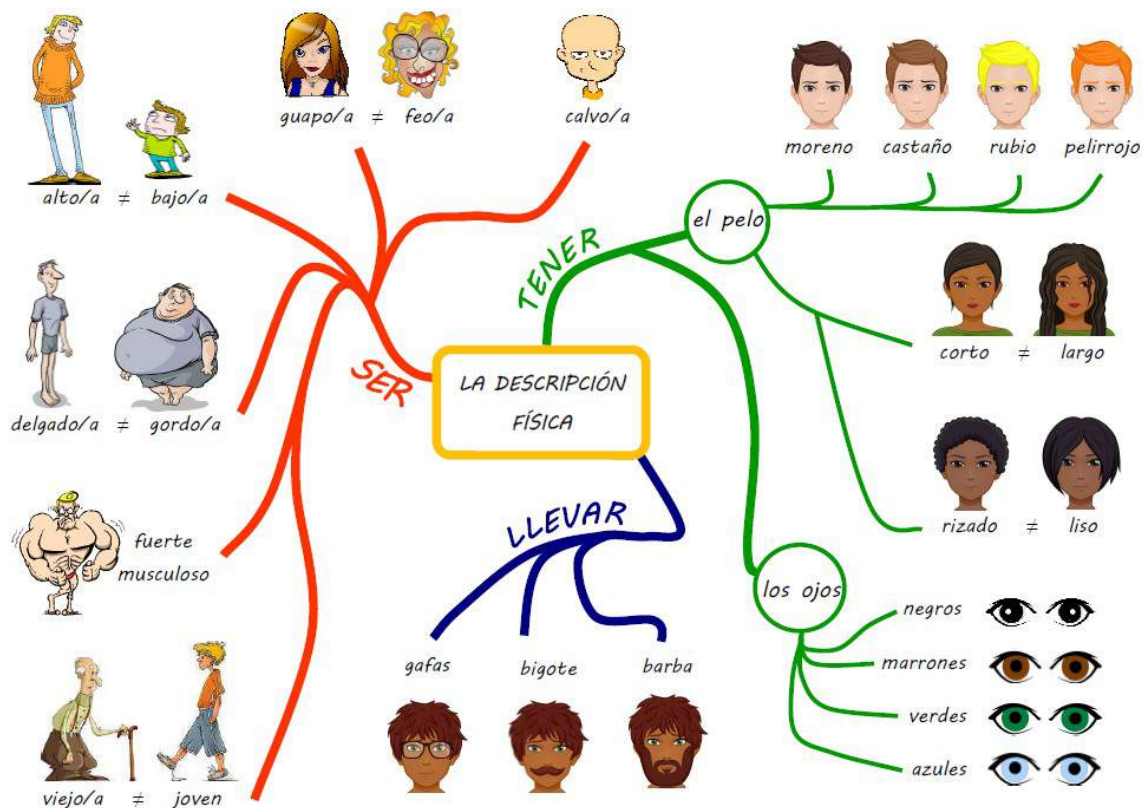 LA DESCRIPCIÓN
FÍSICA
SER
alto/a ≠ bajo/a
guapo/a ≠ feo/a
calvo/a
delgado/a ≠ gordo/a
fuerte
musculoso
viejo/a ≠ joven
TENER
el pelo
moreno castaño rubio pelirrojo
corto ≠ largo
rizado ≠ liso
los ojos
negros
marrones
verdes
azules
LLEVAR
gafas bigote barba